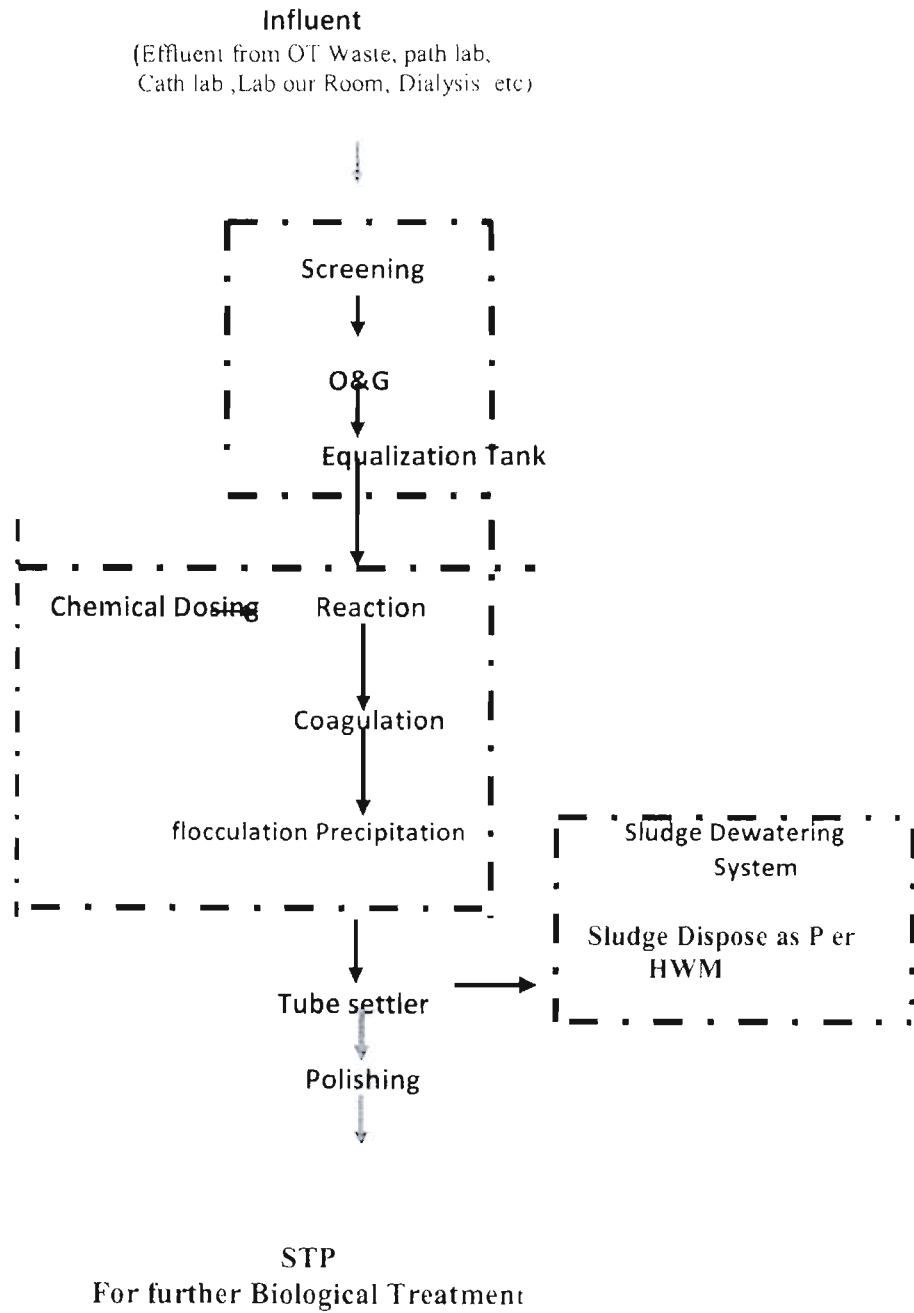 Influent
(Effluent from OT Waste, path lab,
Cath lab ,Lab our Room, Dialysis etc)
Screening
O&G
Equalization Tank
Chemical Dosing Reaction
Coagulation
flocculation Precipitation
Sludge Dewatering
System
Sludge Dispose as P er
HWM
Tube settler
Polishing
STP
For further Biological Treatment